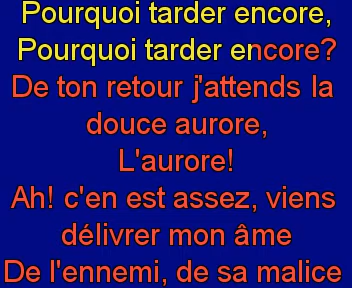 Pourquoi tarder encore,
Pourquoi tarder encore?
De ton retour j'attends la
douce aurore,
L'aurore!
Ah! c'en est assez, viens
délivrer mon âme
De l'ennemi, de sa malice